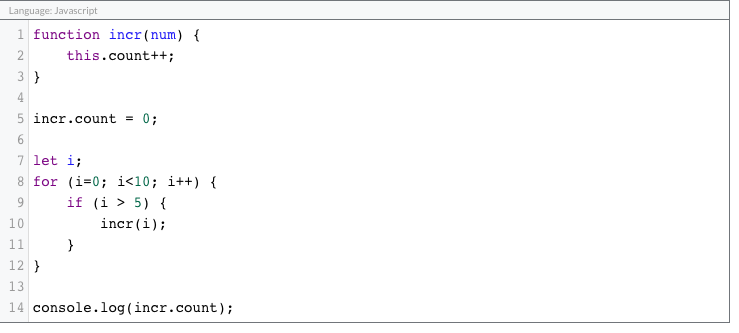 Language: Javascript
1 function incr(num) {
2     this.count++;
3 }
4
5 incr.count = 0;
6
7 let i;
8 for (i=0; i<10; i++) {
9     if (i > 5) {
10         incr(i);
11     }
12 }
13
14 console.log(incr.count);